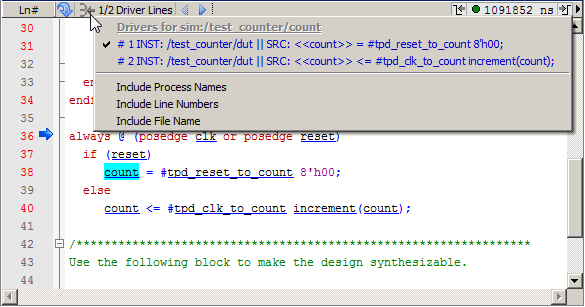 Ln# 1/2 Driver Lines 1091852 ns
Drivers for sim:/test_counter/count
✓ # 1 INST: /test_counter/dut || SRC: <<count>> = #tpd_reset_to_count 8'h00;
# 2 INST: /test_counter/dut || SRC: <<count>> <= #tpd_clk_to_count increment(count);
Include Process Names
Include Line Numbers
Include File Name
30
31
32
33 en
34 endf
35
36 always @ (posedge clk or posedge reset)
37 if (reset)
38 count = #tpd_reset_to_count 8'h00;
39 else
40 count <= #tpd_clk_to_count increment(count);
41
42 /*****************************************************************
43 Use the following block to make the design synthesizable.
44